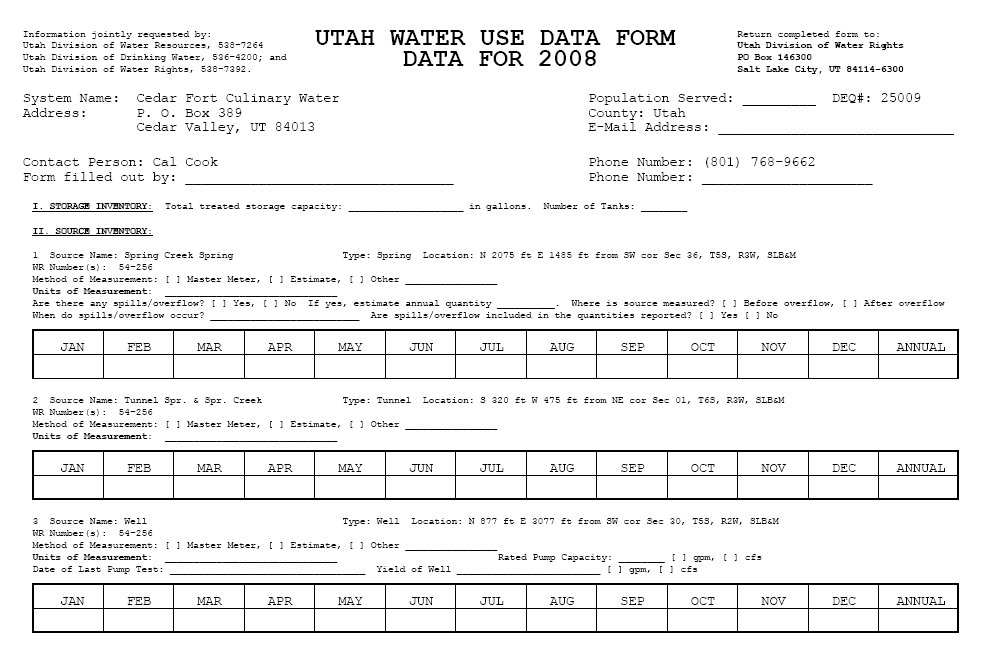 Information jointly requested by:
Utah Division of Water Resources, 538-7264
Utah Division of Drinking Water, 536-4200; and
Utah Division of Water Rights, 538-7392.
UTAH WATER USE DATA FORM
DATA FOR 2008
Return completed form to:
Utah Division of Water Rights
PO Box 146300
Salt Lake City, UT 84114-6300
System Name: Cedar Fort Culinary Water
Address: P. O. Box 389
Cedar Valley, UT 84013
Population Served: _________ DEQ#: 25009
County: Utah
E-Mail Address: _____________________________
Contact Person: Cal Cook
Form filled out by: _________________________________
Phone Number: (801) 768-9662
Phone Number: _____________________
I. STORAGE INVENTORY: Total treated storage capacity: ____________________ in gallons. Number of Tanks: ________
II. SOURCE INVENTORY:
1 Source Name: Spring Creek Spring Type: Spring Location: N 2075 ft E 1485 ft from SW cor Sec 36, T5S, R3W, SLB&M
WR Number(s): 54-256
Method of Measurement: [ ] Master Meter, [ ] Estimate, [ ] Other ________________
Units of Measurement: ______________________________
Are there any spills/overflow? [ ] Yes, [ ] No If yes, estimate annual quantity __________. Where is source measured? [ ] Before overflow, [ ] After overflow
When do spills/overflow occur? __________________________ Are spills/overflow included in the quantities reported? [ ] Yes [ ] No
JAN FEB MAR APR MAY JUN JUL AUG SEP OCT NOV DEC ANNUAL
2 Source Name: Tunnel Spr. & Spr. Creek Type: Tunnel Location: S 320 ft W 475 ft from NE cor Sec 01, T6S, R3W, SLB&M
WR Number(s): 54-256
Method of Measurement: [ ] Master Meter, [ ] Estimate, [ ] Other ________________
Units of Measurement: ______________________________
JAN FEB MAR APR MAY JUN JUL AUG SEP OCT NOV DEC ANNUAL
3 Source Name: Well Type: Well Location: N 877 ft E 3077 ft from SW cor Sec 30, T5S, R2W, SLB&M
WR Number(s): 54-256
Method of Measurement: [ ] Master Meter, [ ] Estimate, [ ] Other ________________
Units of Measurement: ______________________________ Rated Pump Capacity: ________ [ ] gpm, [ ] cfs
Date of Last Pump Test: __________________________________ Yield of Well _________________________ [ ] gpm, [ ] cfs
JAN FEB MAR APR MAY JUN JUL AUG SEP OCT NOV DEC ANNUAL